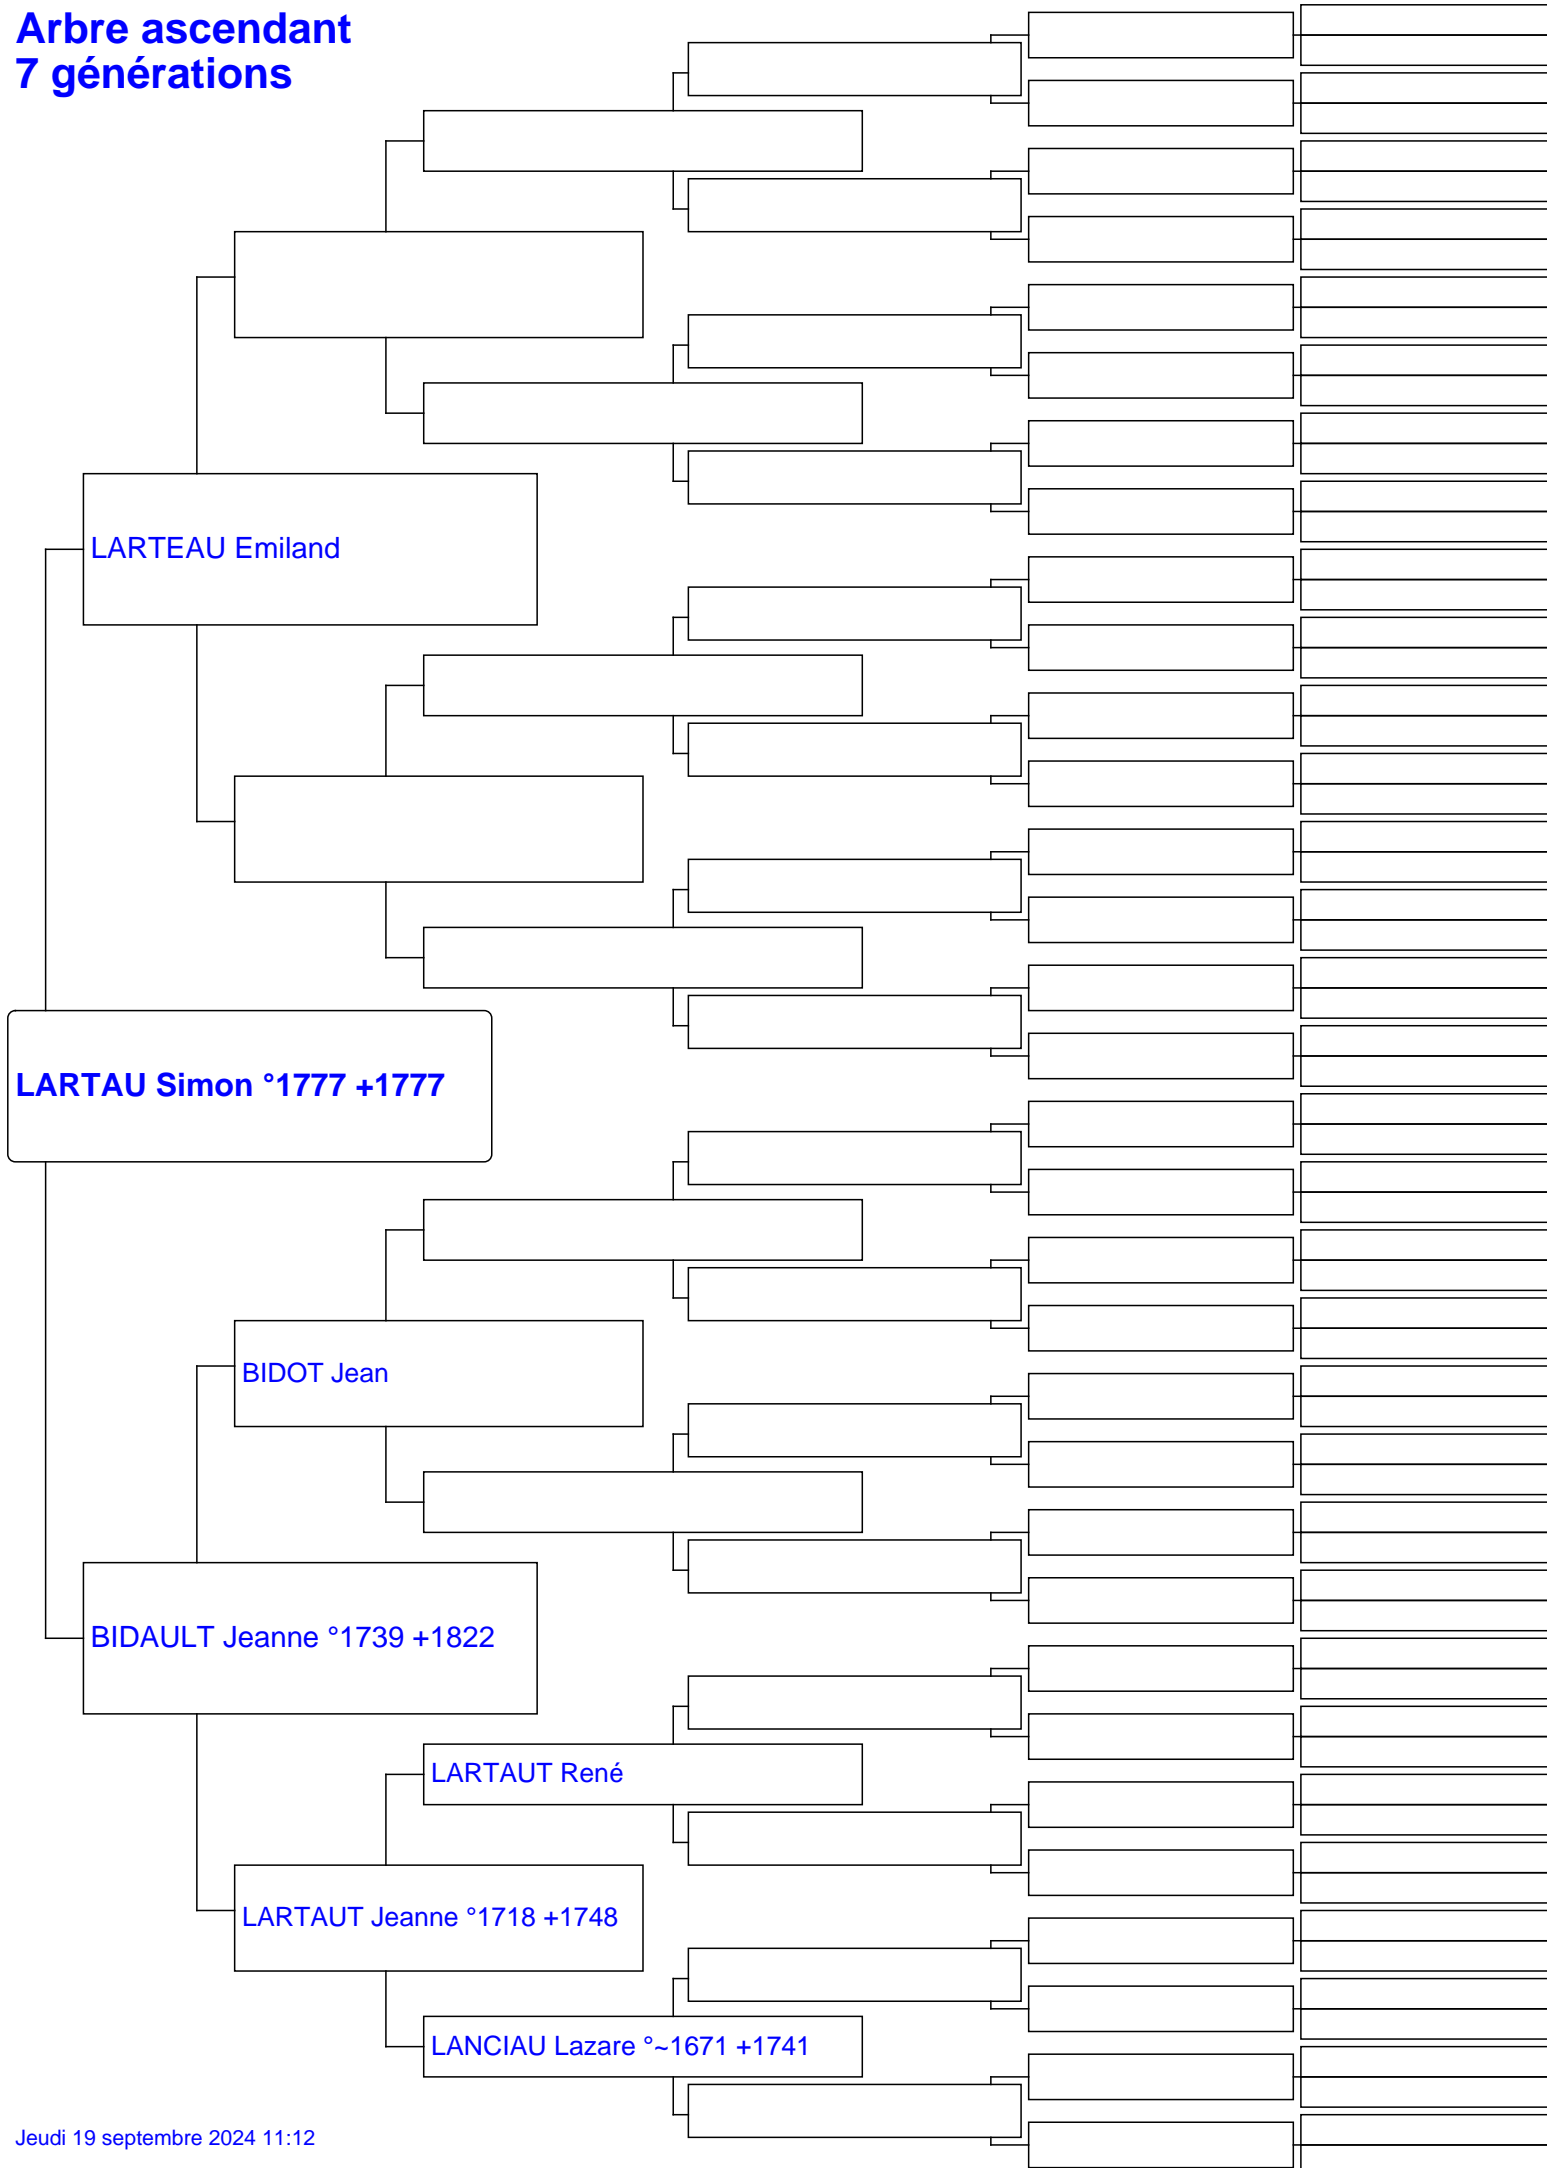 Arbre ascendant
7 générations
LARTEAU Emiland
LARTAU Simon °1777 +1777
BIDOT Jean
BIDAULT Jeanne °1739 +1822
LARTAUT René
LARTAUT Jeanne °1718 +1748
LANCIAU Lazare °~1671 +1741
Jeudi 19 septembre 2024 11:12